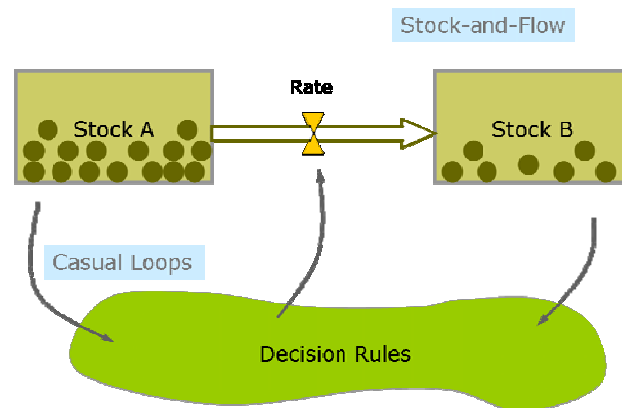 Stock-and-Flow
Rate
Stock A
Stock B
Casual Loops
Decision Rules